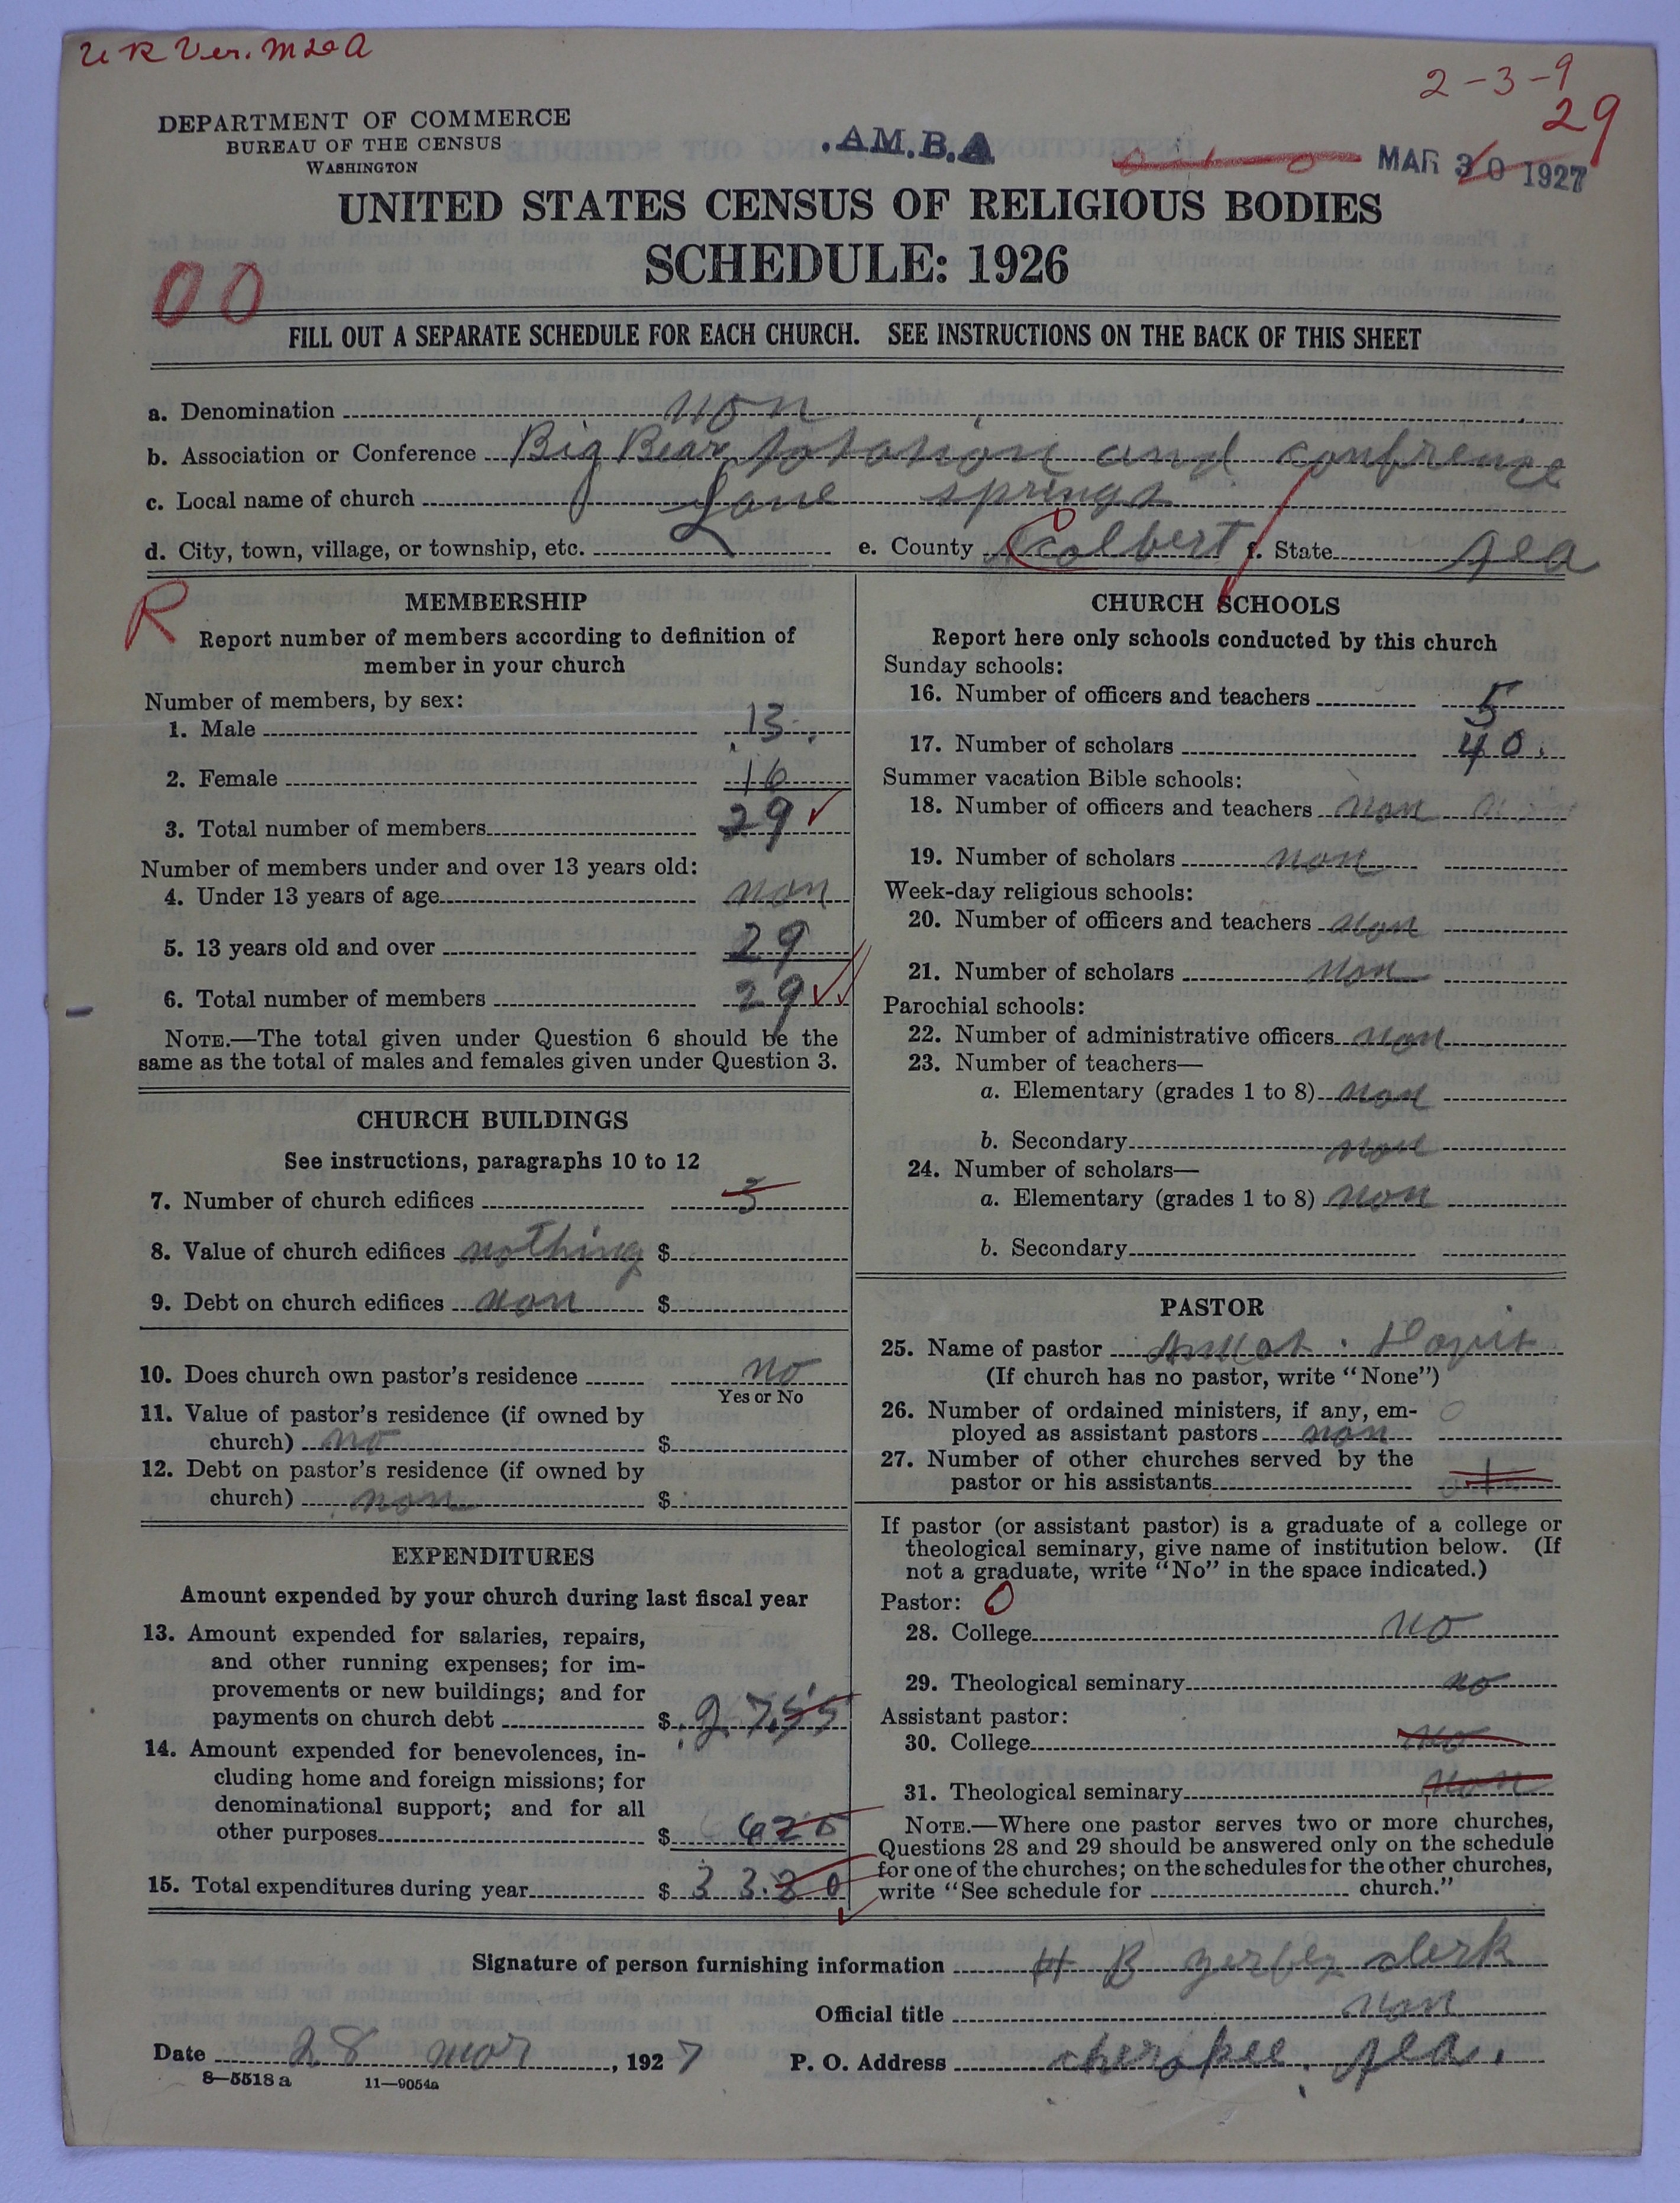 U R Ver. M L A
2-3-9
29
DEPARTMENT OF COMMERCE
BUREAU OF THE CENSUS
WASHINGTON
.AM.B.A
MAR 30 1927
UNITED STATES CENSUS OF RELIGIOUS BODIES
SCHEDULE: 1926
00
FILL OUT A SEPARATE SCHEDULE FOR EACH CHURCH. SEE INSTRUCTIONS ON THE BACK OF THIS SHEET
a. Denomination non
b. Association or Conference Big Bear and confrence
c. Local name of church Lane springs
d. City, town, village, or township, etc. e. County Colbert f. State Ala
R
MEMBERSHIP
Report number of members according to definition of
member in your church
Number of members, by sex:
1. Male 13
2. Female 16
3. Total number of members 29
Number of members under and over 13 years old:
4. Under 13 years of age non
5. 13 years old and over 29
6. Total number of members 29
NOTE.—The total given under Question 6 should be the
same as the total of males and females given under Question 3.
CHURCH BUILDINGS
See instructions, paragraphs 10 to 12
7. Number of church edifices 3
8. Value of church edifices nothing $
9. Debt on church edifices non $
10. Does church own pastor's residence no
Yes or No
11. Value of pastor's residence (if owned by
church) no $
12. Debt on pastor's residence (if owned by
church) non $
EXPENDITURES
Amount expended by your church during last fiscal year
13. Amount expended for salaries, repairs,
and other running expenses; for im-
provements or new buildings; and for
payments on church debt $ 27.55
14. Amount expended for benevolences, in-
cluding home and foreign missions; for
denominational support; and for all
other purposes $ 625
15. Total expenditures during year $ 33.80
CHURCH SCHOOLS
Report here only schools conducted by this church
Sunday schools:
16. Number of officers and teachers 5
17. Number of scholars 40.
Summer vacation Bible schools:
18. Number of officers and teachers non
19. Number of scholars non
Week-day religious schools:
20. Number of officers and teachers non
21. Number of scholars non
Parochial schools:
22. Number of administrative officers non
23. Number of teachers—
a. Elementary (grades 1 to 8) non
b. Secondary non
24. Number of scholars—
a. Elementary (grades 1 to 8) non
b. Secondary
PASTOR
25. Name of pastor
(If church has no pastor, write "None")
26. Number of ordained ministers, if any, em-
ployed as assistant pastors non
27. Number of other churches served by the
pastor or his assistants
If pastor (or assistant pastor) is a graduate of a college or
theological seminary, give name of institution below. (If
not a graduate, write "No" in the space indicated.)
Pastor: 0
28. College no
29. Theological seminary no
Assistant pastor:
30. College no
31. Theological seminary non
NOTE.—Where one pastor serves two or more churches,
Questions 28 and 29 should be answered only on the schedule
for one of the churches; on the schedules for the other churches,
write "See schedule for church."
Signature of person furnishing information H B clerk
Official title non
Date 28 mar, 1927 P. O. Address cherokee. Ala.
8—5518 a 11—9054a